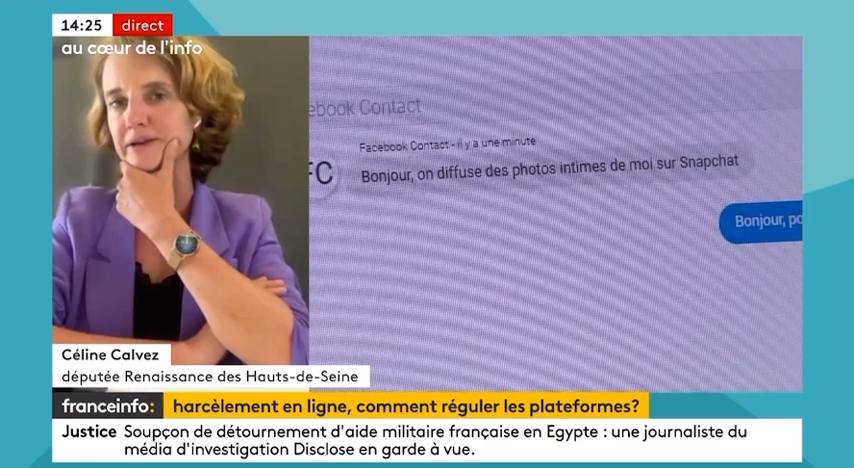 14:25 direct
au cœur de l'info
ebook Contact
Facebook Contact - il y a une minute
FC
Bonjour, on diffuse des photos intimes de moi sur Snapchat
Bonjour,
Céline Calvez
députée Renaissance des Hauts-de-Seine
franceinfo: harcèlement en ligne, comment réguler les plateformes?
Justice Soupçon de détournement d'aide militaire française en Egypte : une journaliste du
média d'investigation Disclose en garde à vue.